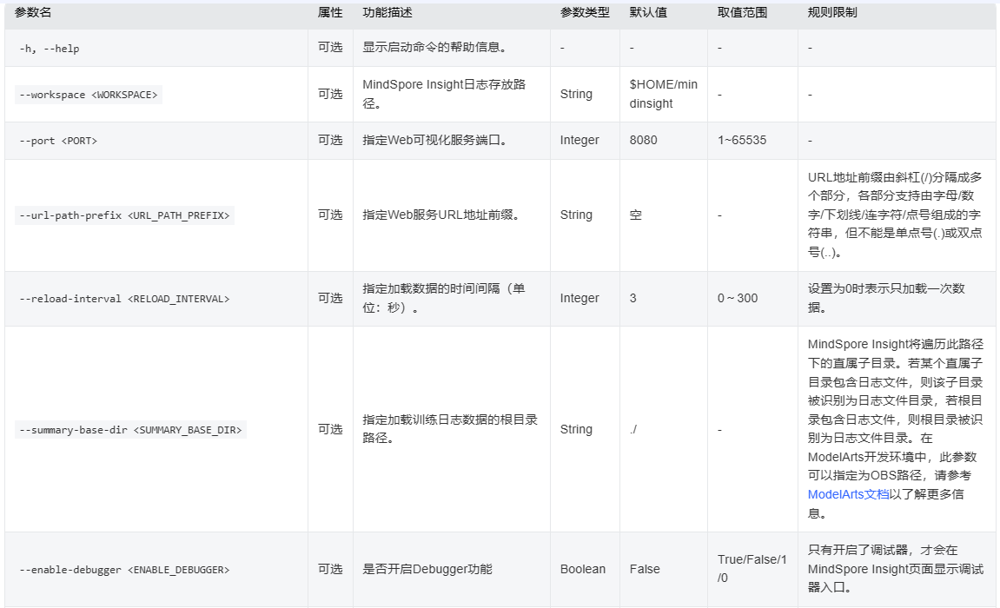 参数名 属性 功能描述 参数类型 默认值 取值范围 规则限制
-h, --help 可选 显示启动命令的帮助信息。 - - - -
--workspace <WORKSPACE> 可选 MindSpore Insight日志存放路
径。 String $HOME/min
dinsight - -
--port <PORT> 可选 指定Web可视化服务端口。 Integer 8080 1~65535 -
--url-path-prefix <URL_PATH_PREFIX> 可选 指定Web服务URL地址前缀。 String 空 - URL地址前缀由斜杠(/)分隔成多
个部分，各部分支持由字母/数
字/下划线/连字符/点号组成的字
符串，但不能是单点号(.)或双点
号(..)。
--reload-interval <RELOAD_INTERVAL> 可选 指定加载数据的时间间隔（单
位：秒）。 Integer 3 0～300 设置为0时表示只加载一次数
据。
--summary-base-dir <SUMMARY_BASE_DIR> 可选 指定加载训练日志数据的根目录
路径。 String ./ - MindSpore Insight将遍历此路径
下的直属子目录。若某个直属子
目录包含日志文件，则该子目录
被识别为日志文件目录，若根目
录包含日志文件，则根目录被识
别为日志文件目录。在
ModelArts开发环境中，此参数
可以指定为OBS路径，请参考
ModelArts文档以了解更多信
息。
--enable-debugger <ENABLE_DEBUGGER> 可选 是否开启Debugger功能 Boolean False True/False/1
/0 只有开启了调试器，才会在
MindSpore Insight页面显示调试
器入口。